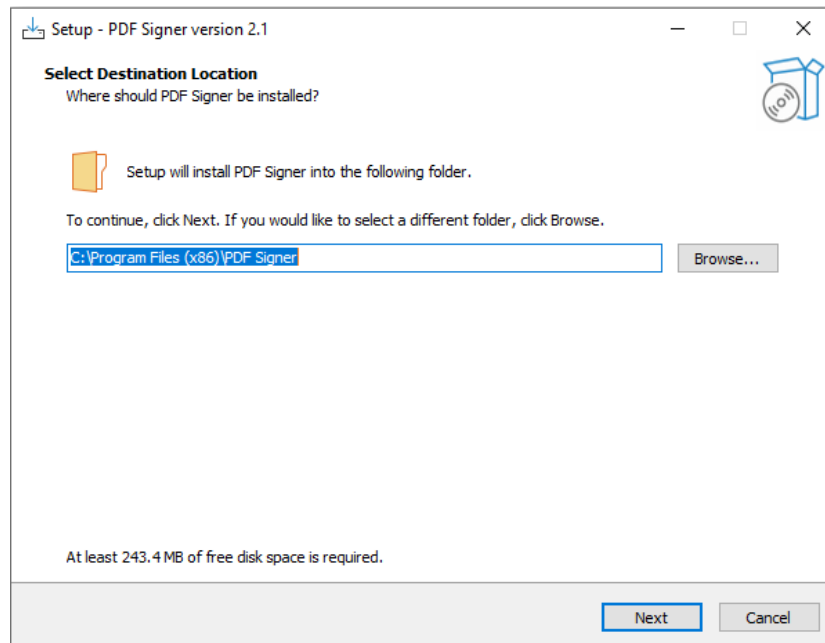 Setup - PDF Signer version 2.1
Select Destination Location
Where should PDF Signer be installed?
Setup will install PDF Signer into the following folder.
To continue, click Next. If you would like to select a different folder, click Browse.
C:\Program Files (x86)\PDF Signer
Browse...
At least 243.4 MB of free disk space is required.
Next
Cancel